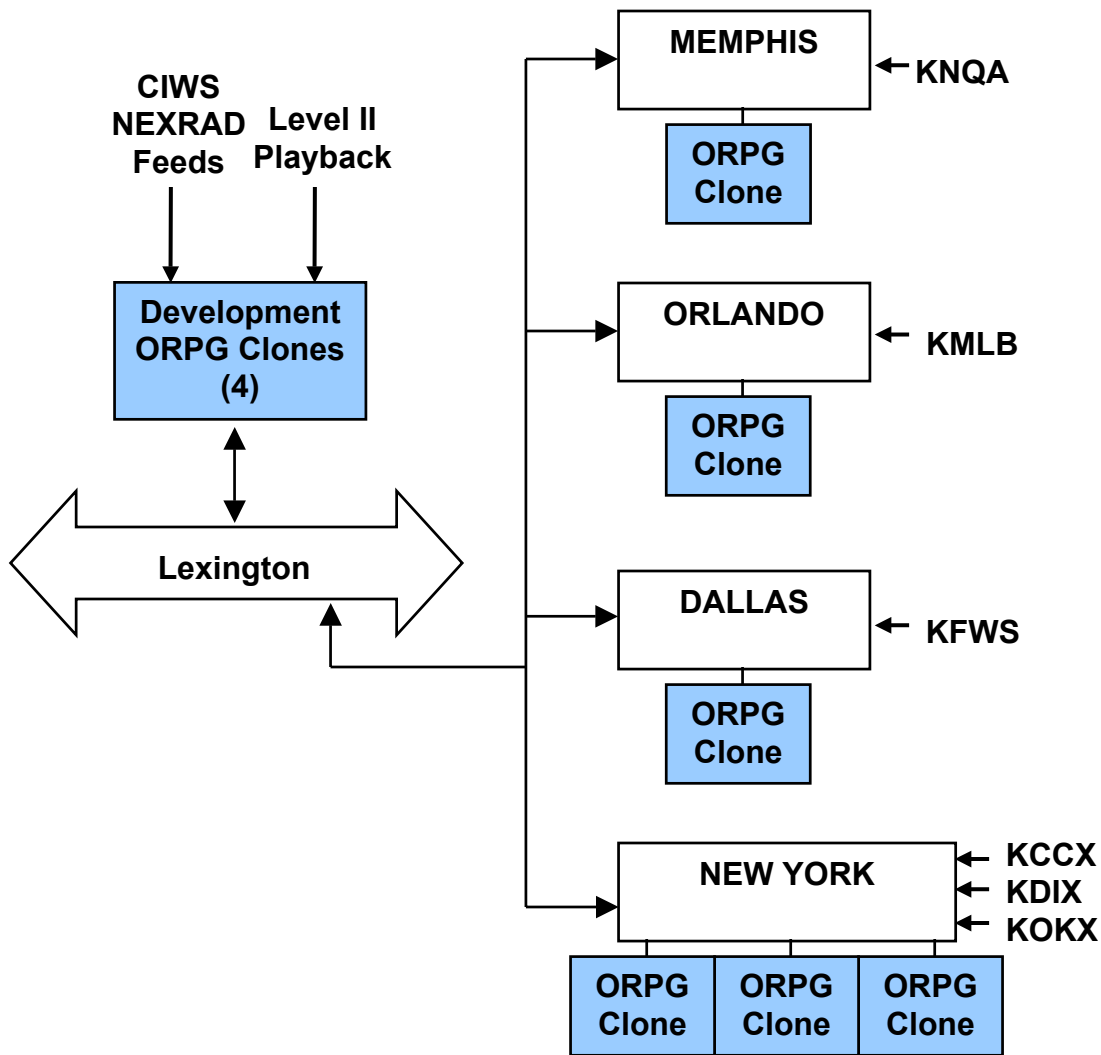 CIWS
NEXRAD
Feeds
Level II
Playback
Development
ORPG Clones
(4)
Lexington
MEMPHIS
KNQA
ORPG
Clone
ORLANDO
KMLB
ORPG
Clone
DALLAS
KFWS
ORPG
Clone
NEW YORK
KCCX
KDIX
KOKX
ORPG
Clone
ORPG
Clone
ORPG
Clone